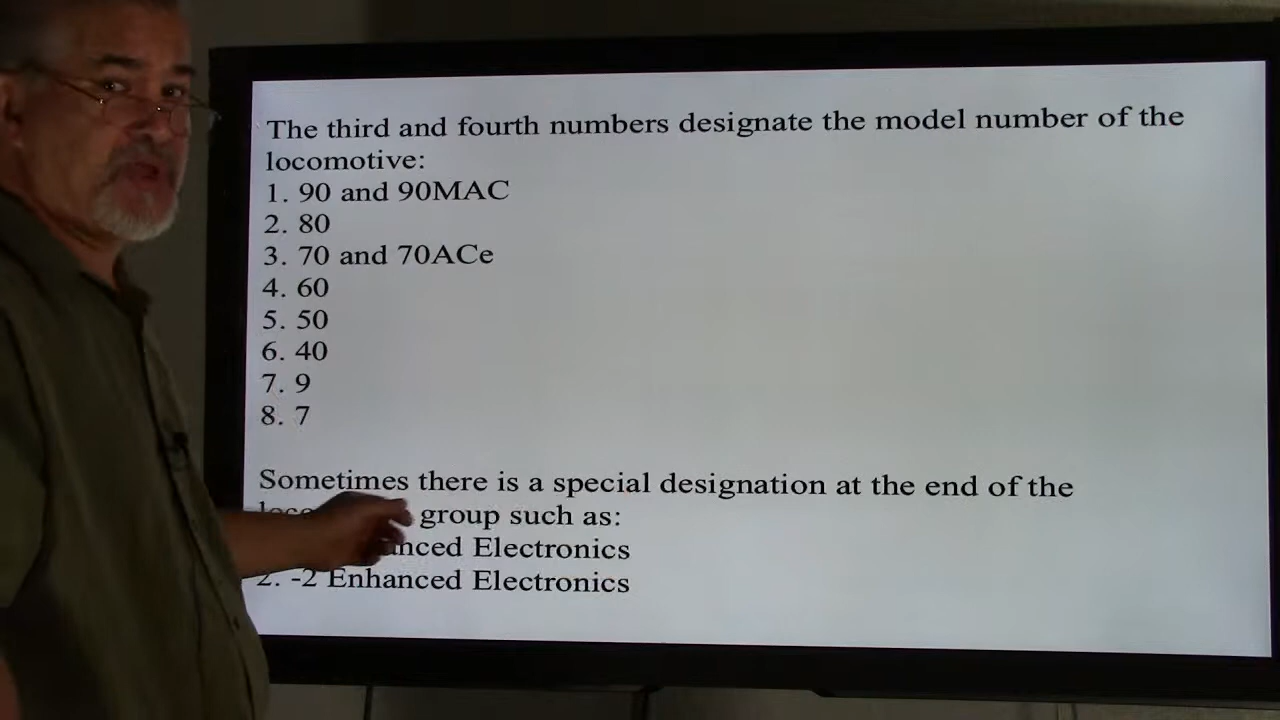 The third and fourth numbers designate the model number of the
locomotive:
1. 90 and 90MAC
2. 80
3. 70 and 70ACe
4. 60
5. 50
6. 40
7. 9
8. 7
Sometimes there is a special designation at the end of the
group such as:
Electronics
2. -2 Enhanced Electronics